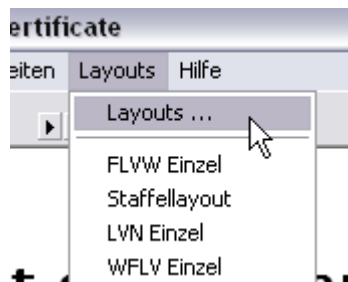 ertificate
eiten Layouts Hilfe
Layouts ...
FLVW Einzel
Staffellayout
LVN Einzel
WFLV Einzel